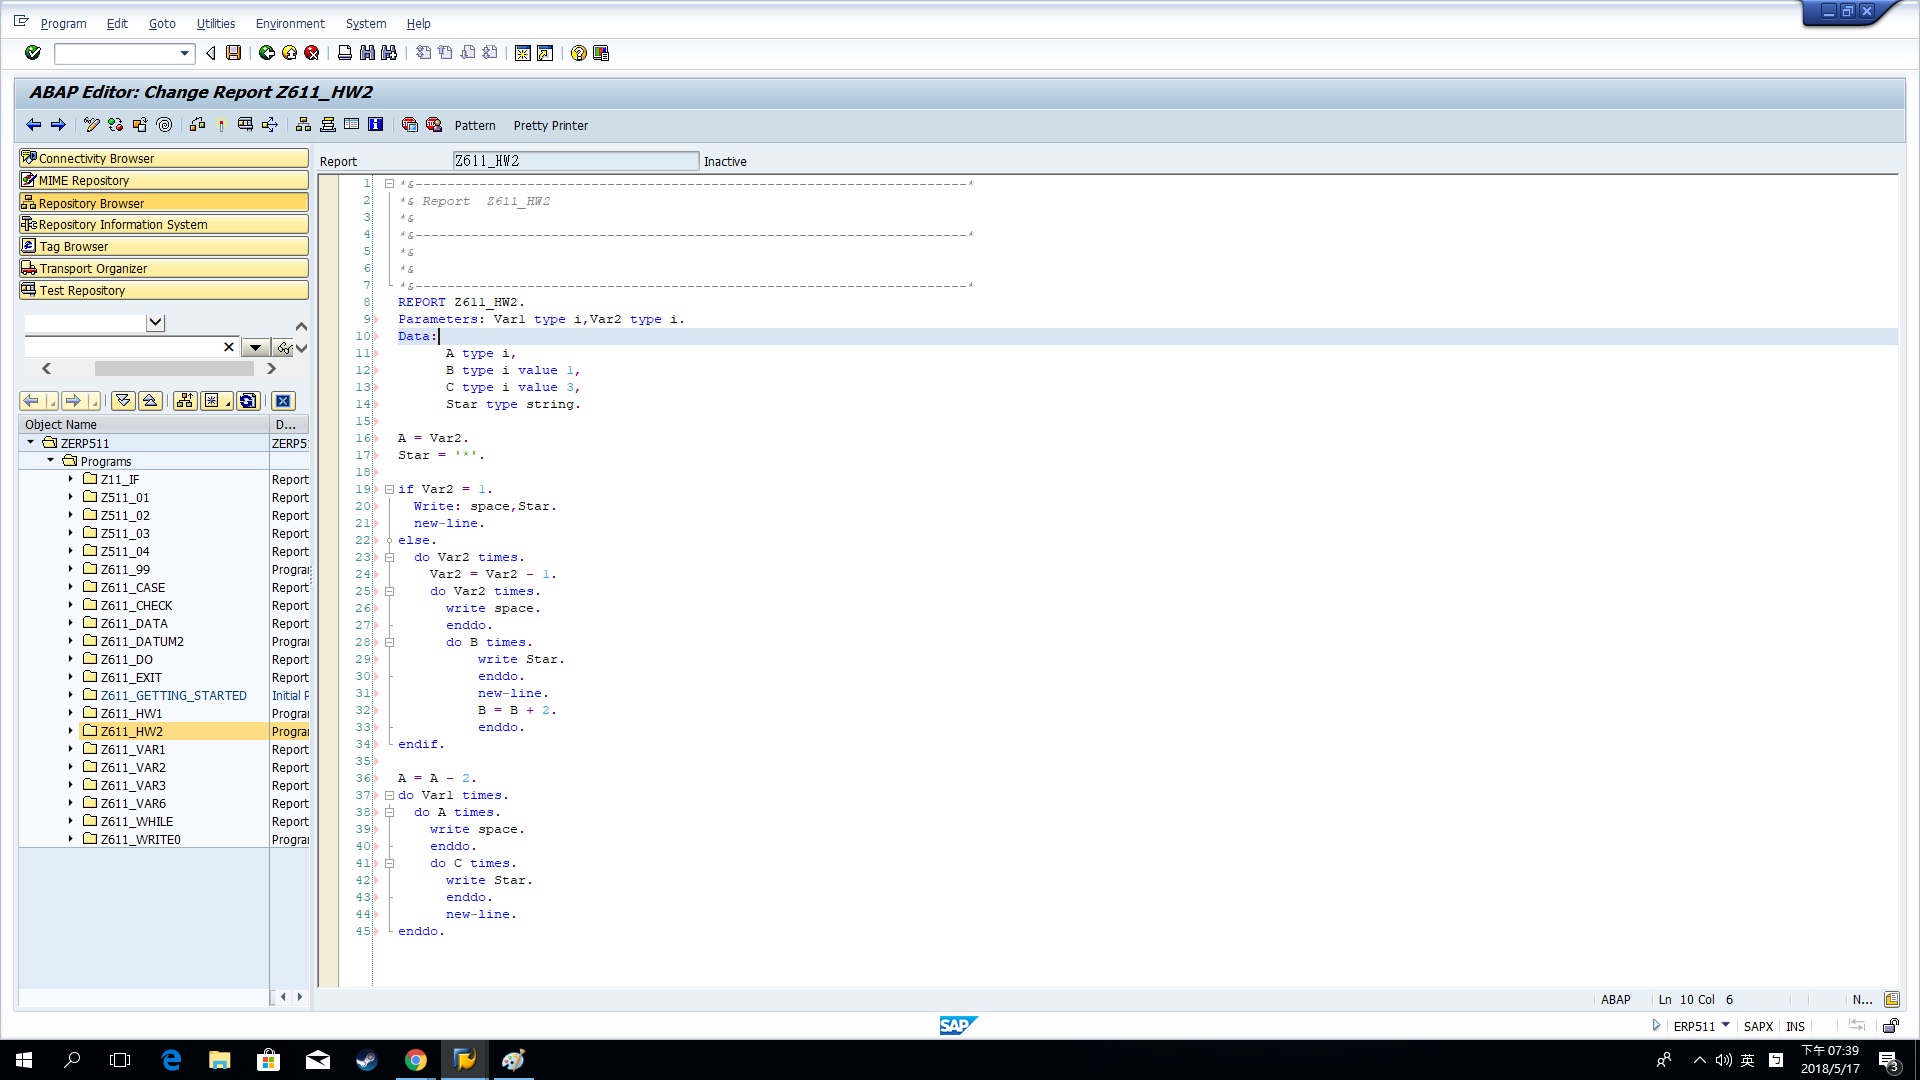 Program Edit Goto Utilities Environment System Help
ABAP Editor: Change Report Z611_HW2
Pattern Pretty Printer
Connectivity Browser
MIME Repository
Repository Browser
Repository Information System
Tag Browser
Transport Organizer
Test Repository
Object Name D...
ZERP511 ZERP5
Programs
Z11_IF Report
Z511_01 Report
Z511_02 Report
Z511_03 Report
Z511_04 Report
Z611_99 Progra
Z611_CASE Report
Z611_CHECK Report
Z611_DATA Report
Z611_DATUM2 Progra
Z611_DO Report
Z611_EXIT Report
Z611_GETTING_STARTED Initial P
Z611_HW1 Progra
Z611_HW2 Progra
Z611_VAR1 Report
Z611_VAR2 Report
Z611_VAR3 Report
Z611_VAR6 Report
Z611_WHILE Report
Z611_WRITE0 Progra
Report Z611_HW2 Inactive
1 *&---------------------------------------------------------------------*
2 *& Report  Z611_HW2
3 *&
4 *&---------------------------------------------------------------------*
5 *&
6 *&
7 *&---------------------------------------------------------------------*
8 REPORT Z611_HW2.
9 Parameters: Var1 type i,Var2 type i.
10 Data:
11 A type i,
12 B type i value 1,
13 C type i value 3,
14 Star type string.
15
16 A = Var2.
17 Star = '*'.
18
19 if Var2 = 1.
20 Write: space,Star.
21 new-line.
22 else.
23 do Var2 times.
24 Var2 = Var2 - 1.
25 do Var2 times.
26 write space.
27 enddo.
28 do B times.
29 write Star.
30 enddo.
31 new-line.
32 B = B + 2.
33 enddo.
34 endif.
35
36 A = A - 2.
37 do Var1 times.
38 do A times.
39 write space.
40 enddo.
41 do C times.
42 write Star.
43 enddo.
44 new-line.
45 enddo.
ABAP Ln 10 Col 6 N...
SAP
ERP511 SAPX INS
英
下午 07:39
2018/5/17
3